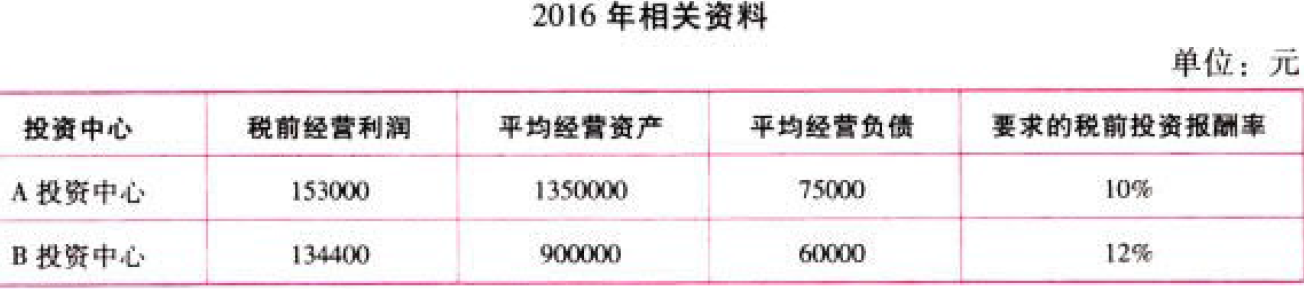 2016 年相关资料
单位：元
投资中心 税前经营利润 平均经营资产 平均经营负债 要求的税前投资报酬率
A 投资中心 153000 1350000 75000 10%
B 投资中心 134400 900000 60000 12%